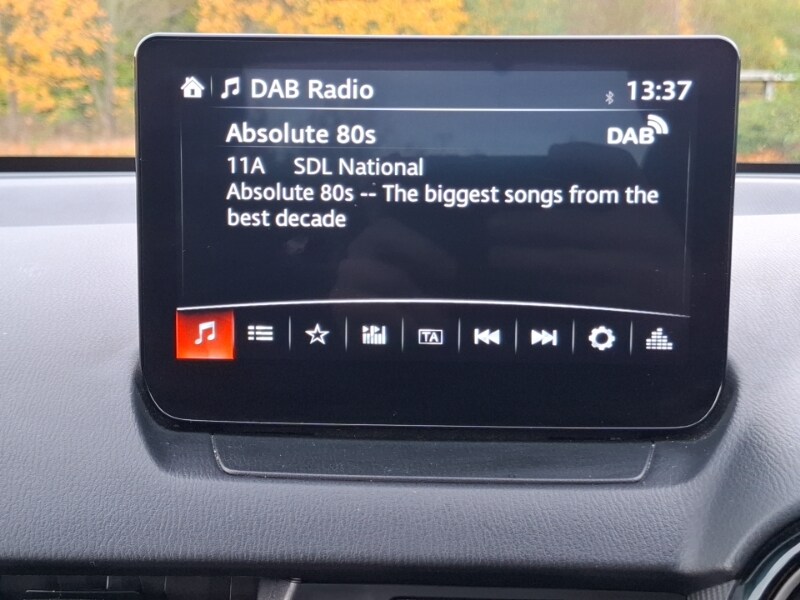 DAB Radio 13:37
Absolute 80s DAB
11A SDL National
Absolute 80s -- The biggest songs from the
best decade
TA